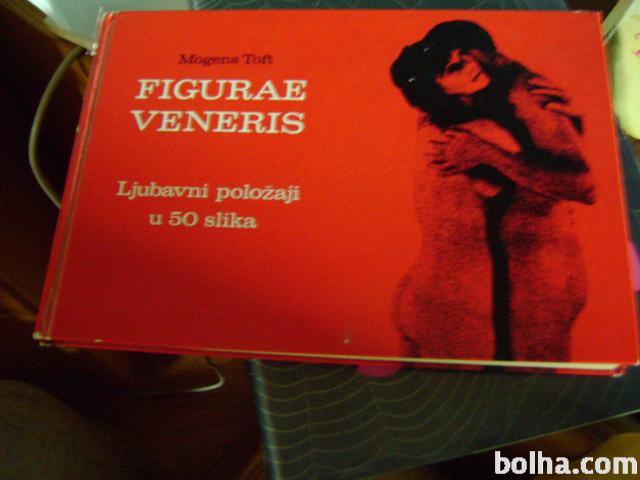 Mogens Toft
FIGURAE
VENERIS
Ljubavni položaji
u 50 slika
bolha.com